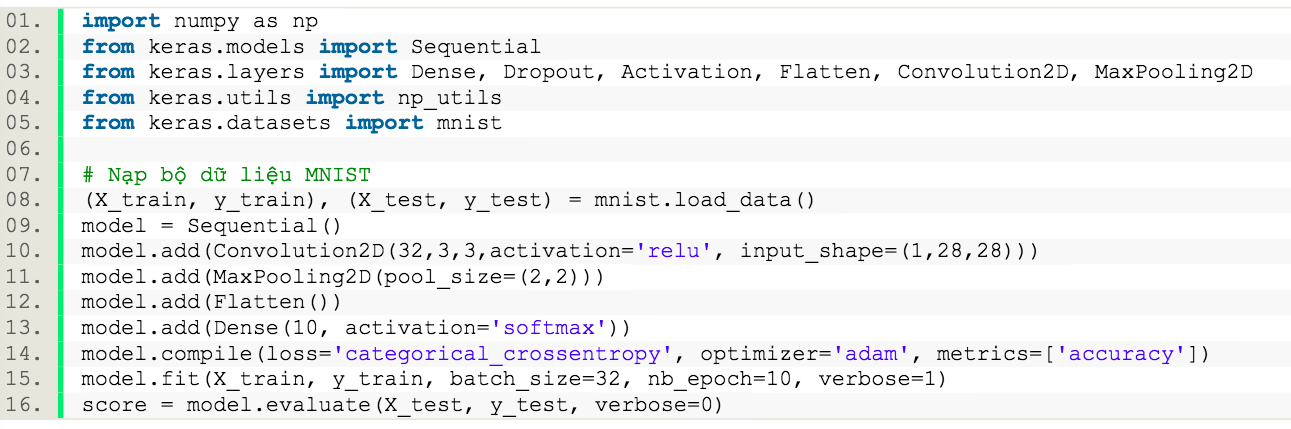 01. import numpy as np
02. from keras.models import Sequential
03. from keras.layers import Dense, Dropout, Activation, Flatten, Convolution2D, MaxPooling2D
04. from keras.utils import np_utils
05. from keras.datasets import mnist
06.
07. # Nạp bộ dữ liệu MNIST
08. (X_train, y_train), (X_test, y_test) = mnist.load_data()
09. model = Sequential()
10. model.add(Convolution2D(32,3,3,activation='relu', input_shape=(1,28,28)))
11. model.add(MaxPooling2D(pool_size=(2,2)))
12. model.add(Flatten())
13. model.add(Dense(10, activation='softmax'))
14. model.compile(loss='categorical_crossentropy', optimizer='adam', metrics=['accuracy'])
15. model.fit(X_train, y_train, batch_size=32, nb_epoch=10, verbose=1)
16. score = model.evaluate(X_test, y_test, verbose=0)